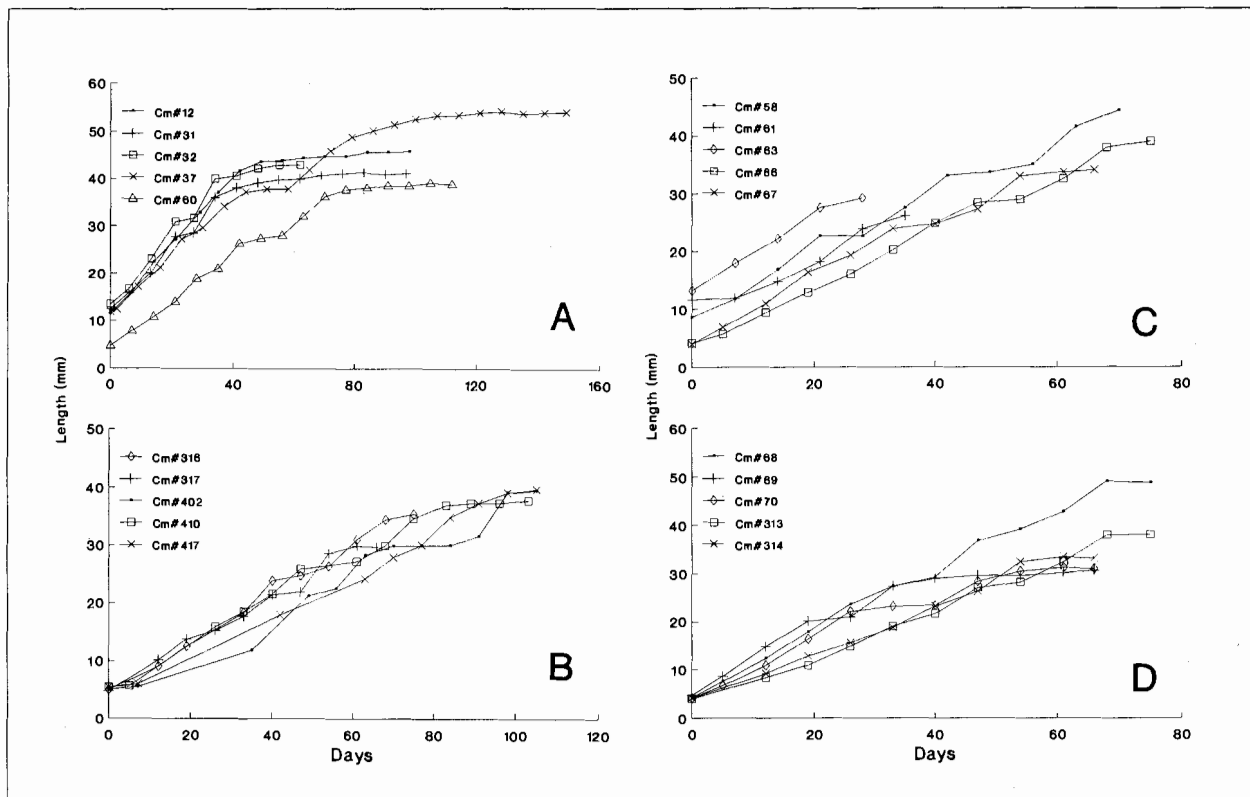 60
50
40
30
20
10
0
Length (mm)
Cm#12
Cm#31
Cm#32
Cm#37
Cm#60
A
0
40
80
120
160
50
40
30
20
10
0
Length (mm)
Cm#58
Cm#61
Cm#63
Cm#66
Cm#67
C
0
20
40
60
80
50
40
30
20
10
0
Cm#316
Cm#317
Cm#402
Cm#410
Cm#417
B
0
20
40
60
80
100
120
Days
60
50
40
30
20
10
0
Cm#68
Cm#69
Cm#70
Cm#313
Cm#314
D
0
20
40
60
80
Days